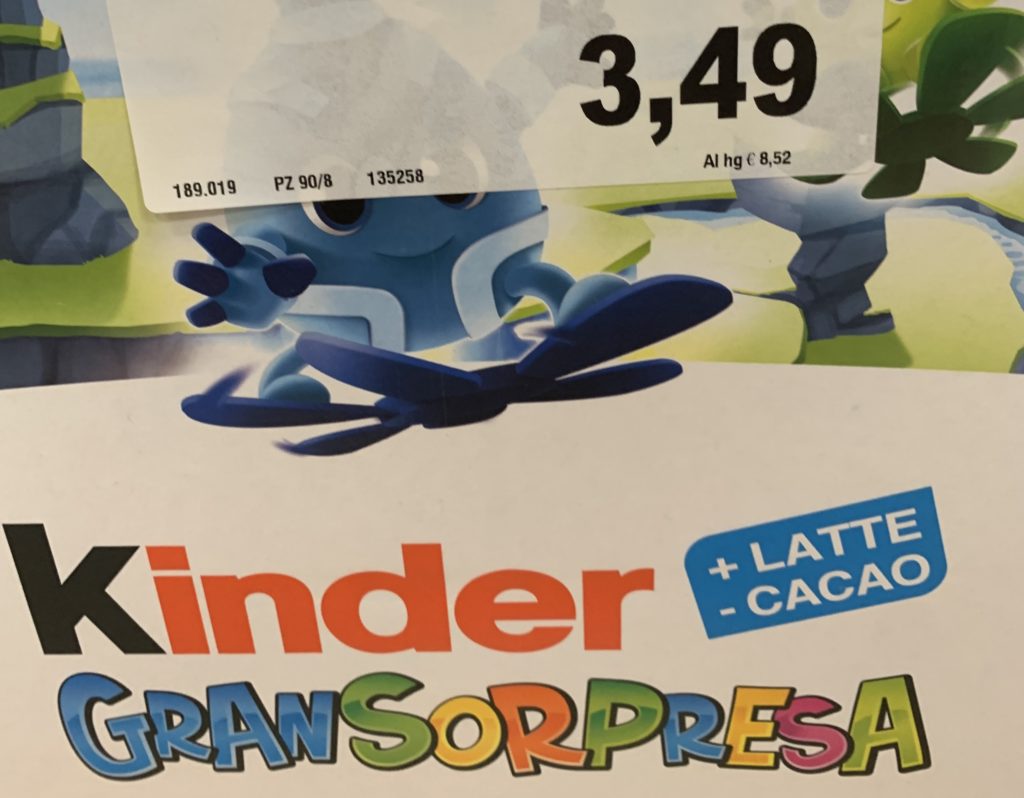 3,49
Al hg € 8,52
189.019 PZ 90/8 135258
Kinder
+ LATTE
- CACAO
GRANSORPRESA